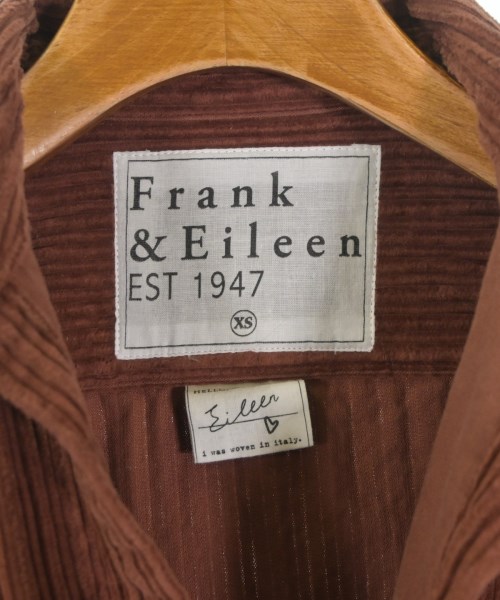 Frank
& Eileen
EST 1947
XS
Eileen
i was woven in italy.